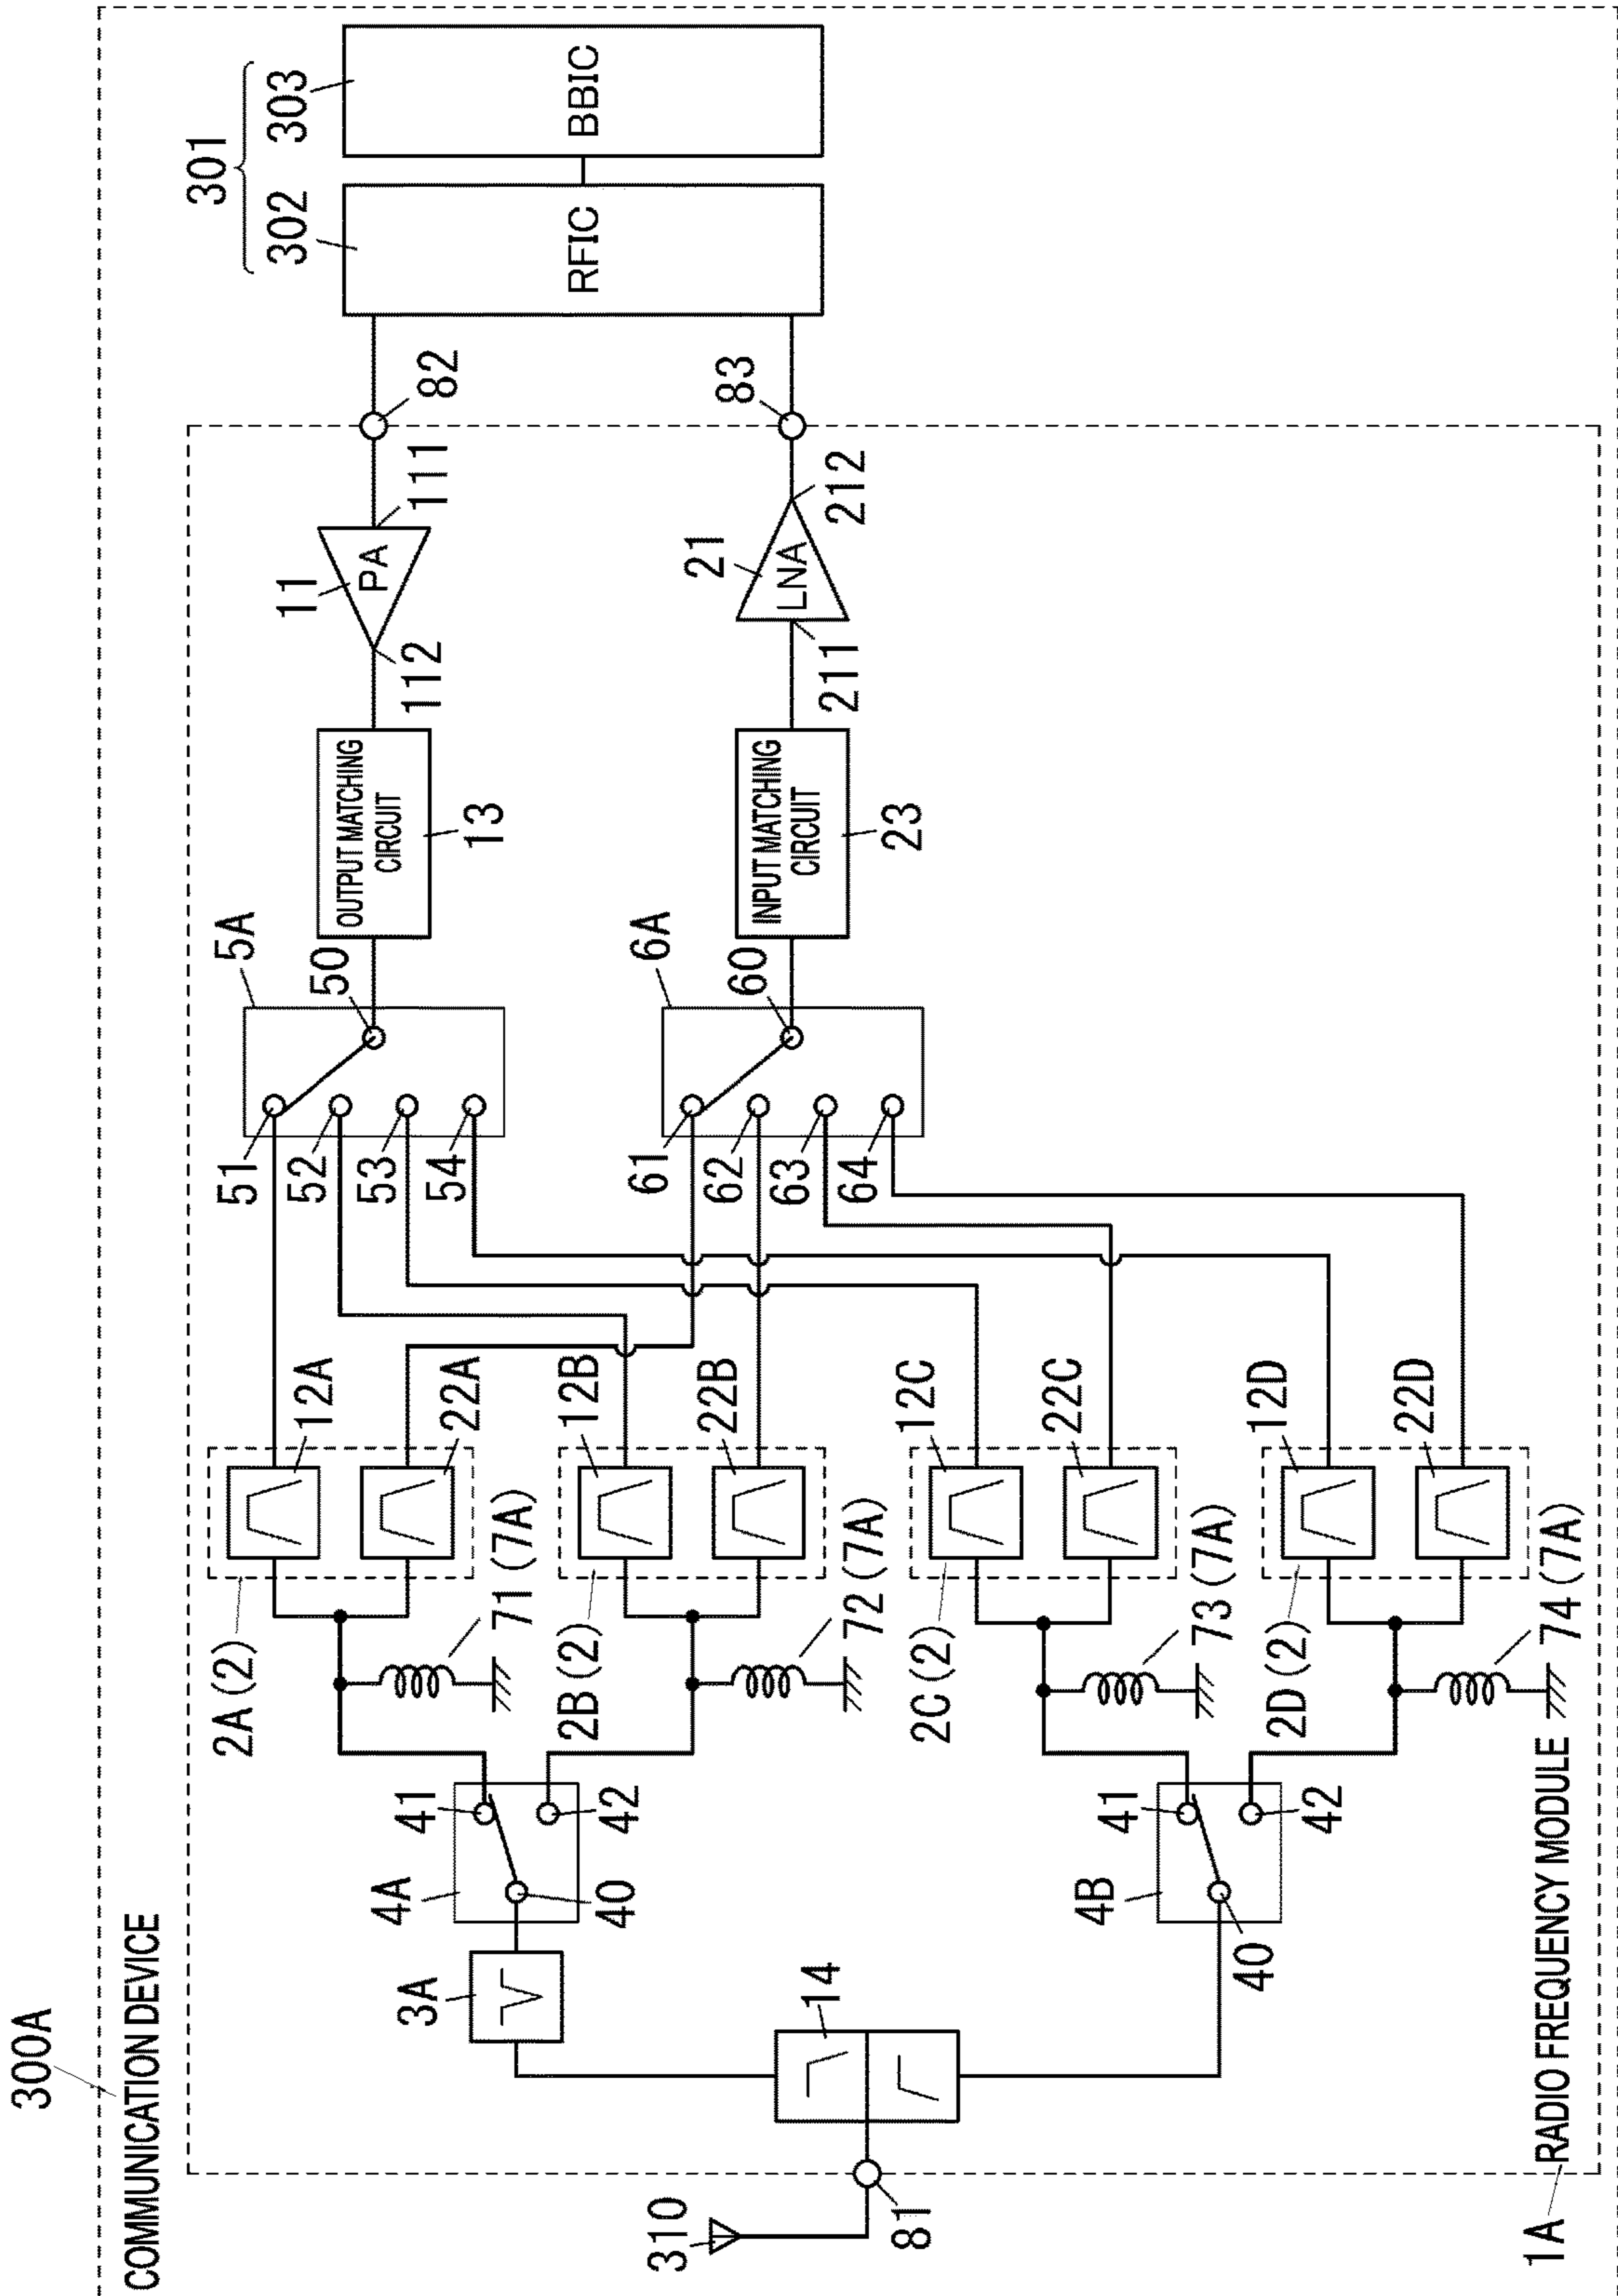 300A
COMMUNICATION DEVICE
301
302
303
RFIC
BBIC
82
83
111
PA
11
112
212
LNA
21
211
OUTPUT MATCHING
CIRCUIT
13
INPUT MATCHING
CIRCUIT
23
5A
50
51
52
53
54
6A
60
61
62
63
64
12A
22A
12B
22B
12C
22C
12D
22D
2A(2)
71(7A)
2B(2)
72(7A)
2C(2)
73(7A)
2D(2)
74(7A)
4A
41
42
40
4B
41
42
40
3A
14
310
81
1A
RADIO FREQUENCY MODULE